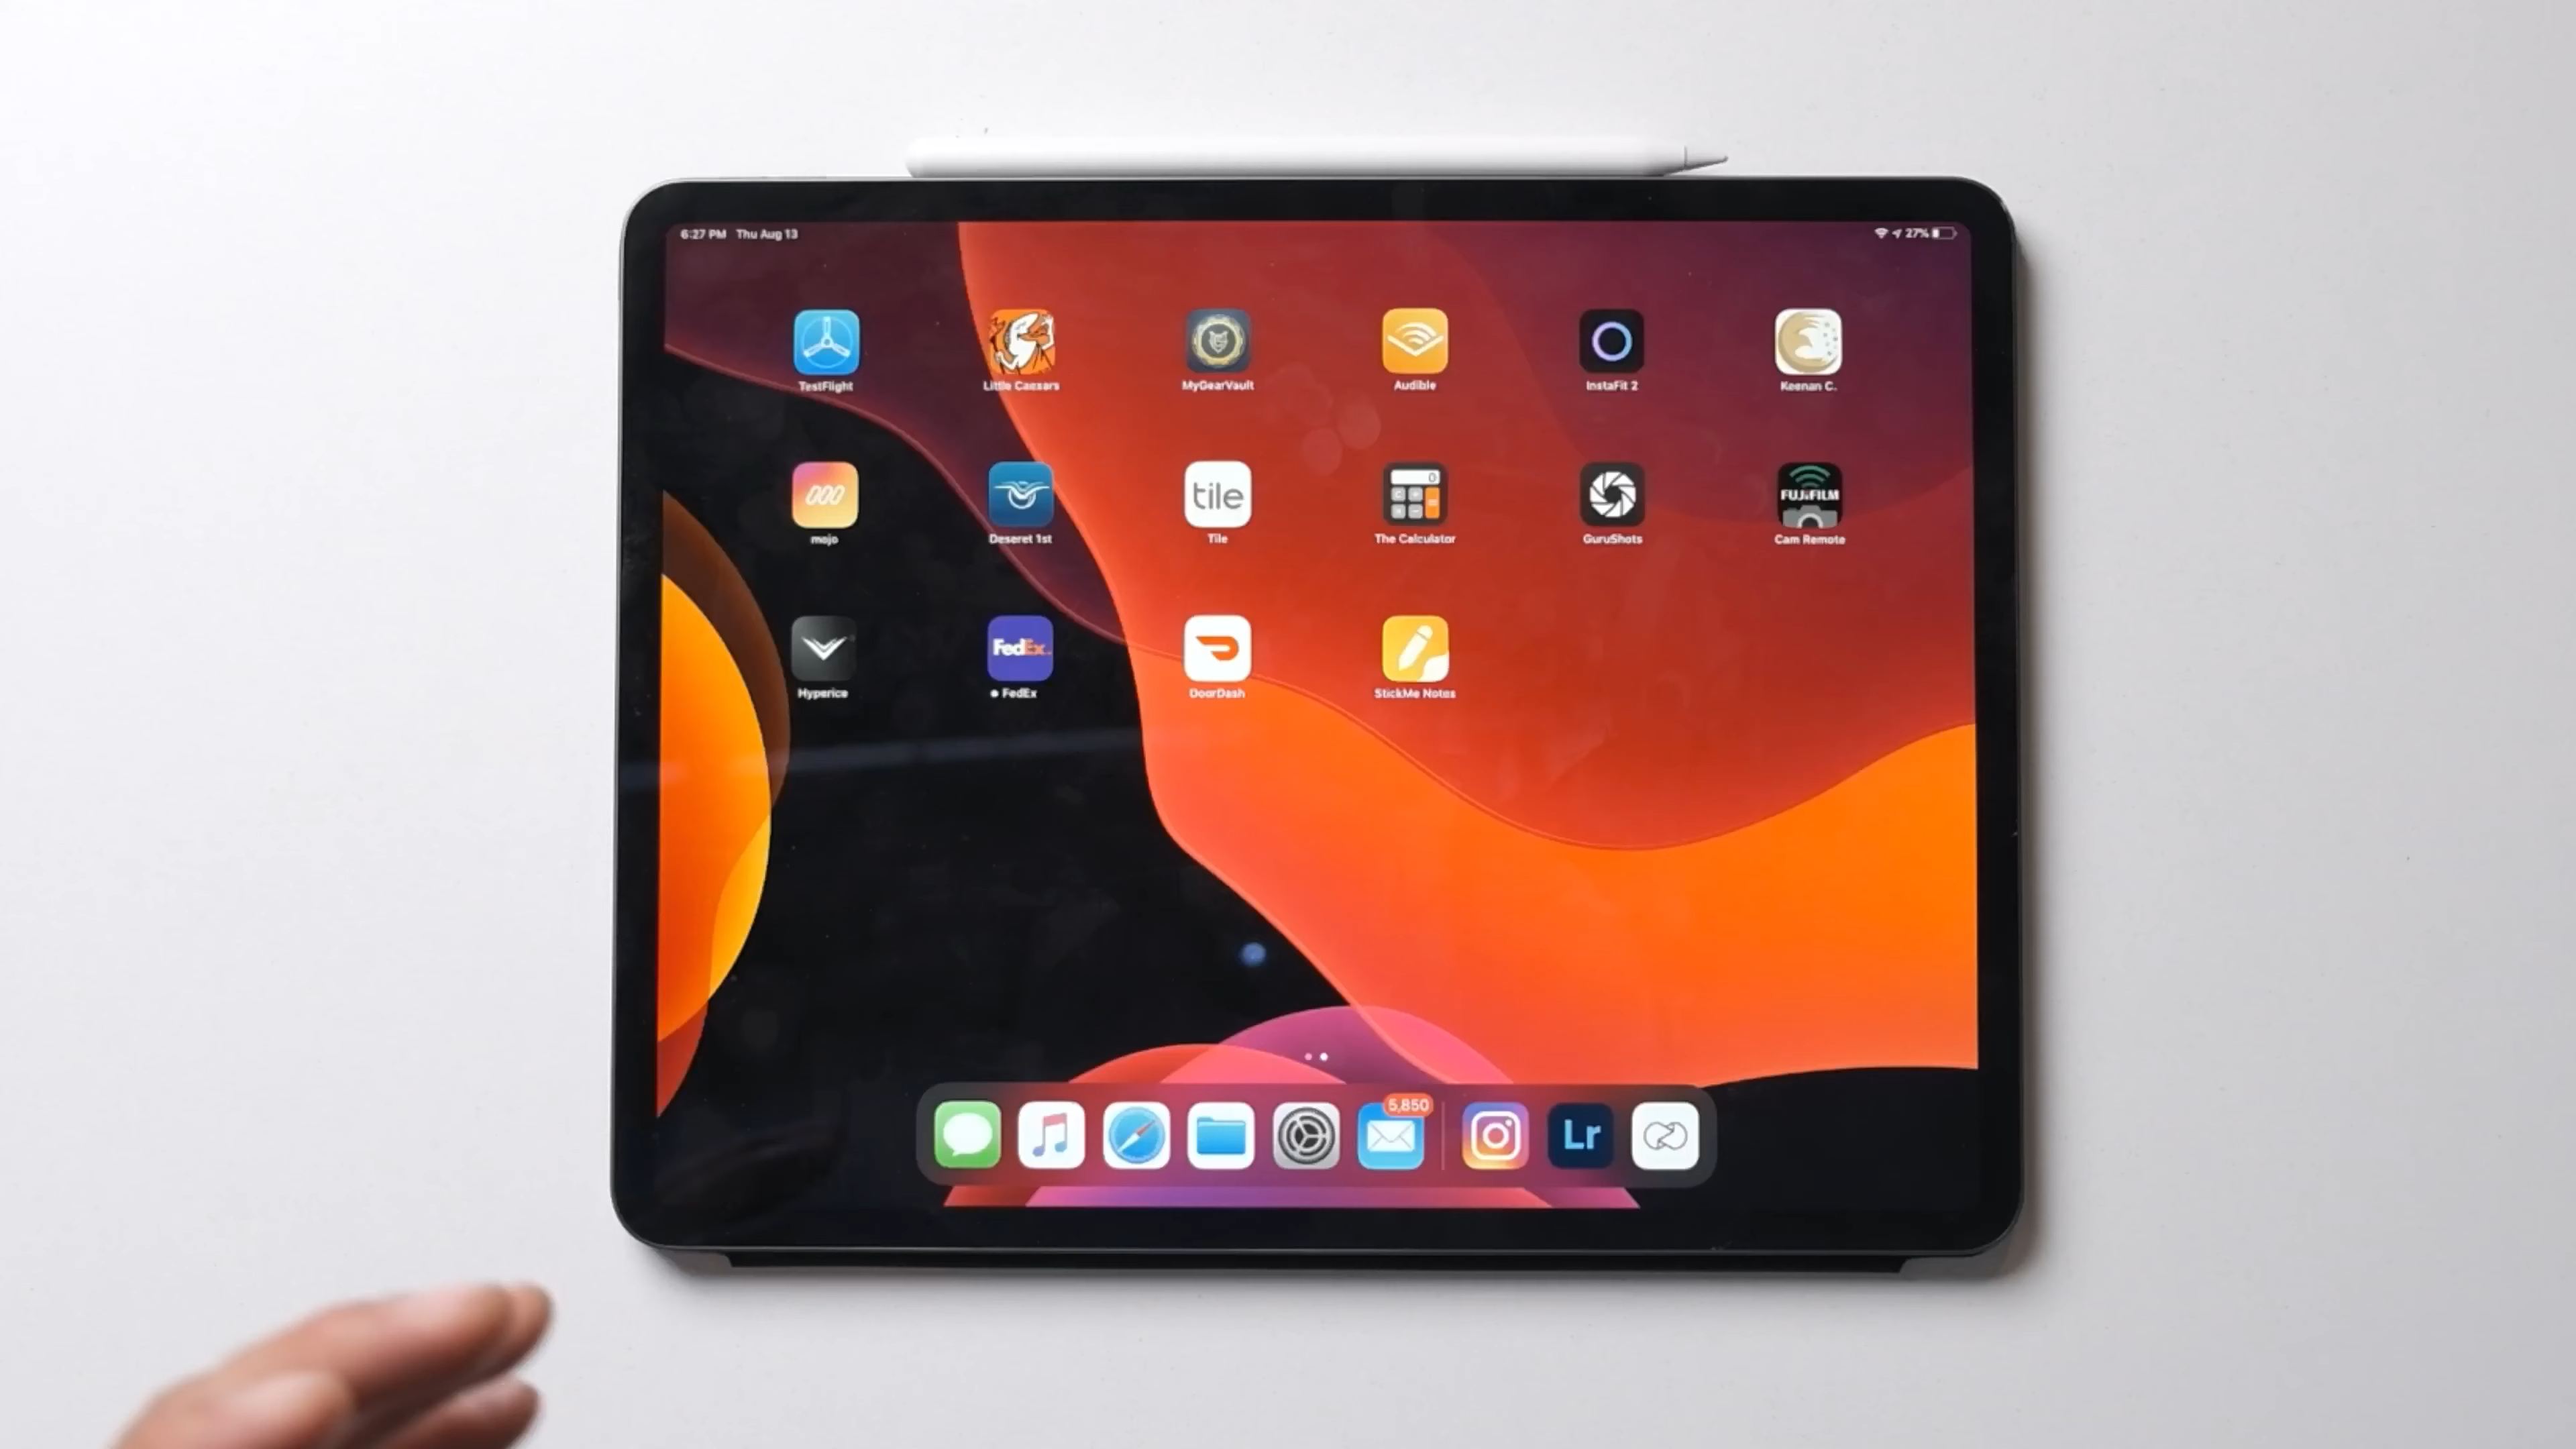 6:27 PM Thu Aug 13
27%
TestFlight
Little Caesars
MyGearVault
Audible
InstaFit 2
Keenan C.
tile
0
FUJIFILM
mojo
Deseret 1st
Tile
The Calculator
GuruShots
Cam Remote
FedEx
Hyperice
FedEx
DoorDash
StickMe Notes
5,850
Lr